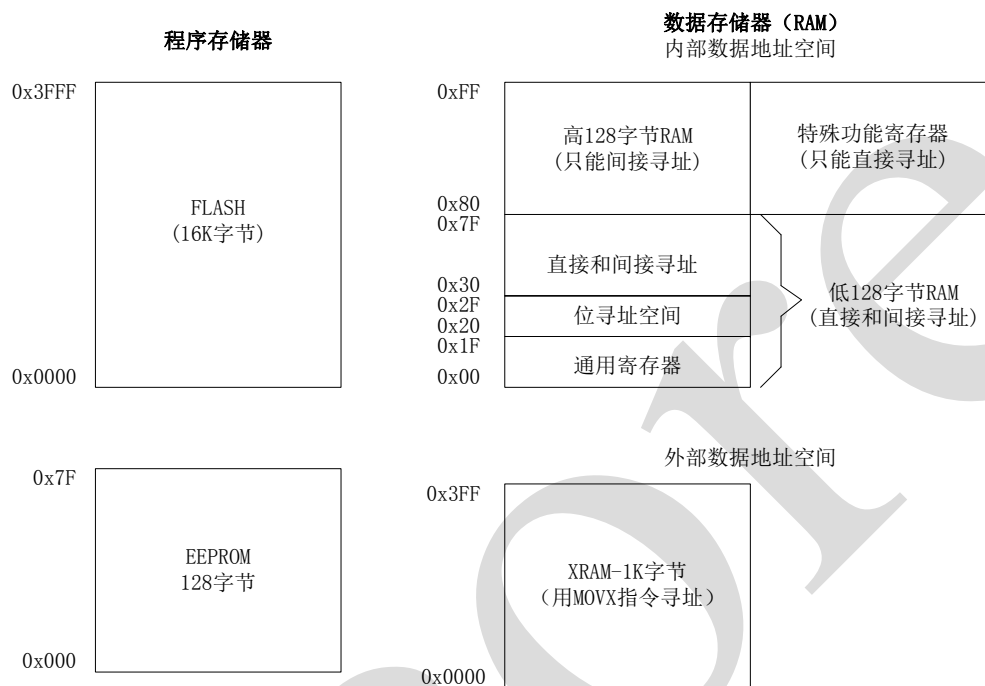 程序存储器
0x3FFF
FLASH
(16K字节)
0x0000
0x7F
EEPROM
128字节
0x000
数据存储器（RAM）
内部数据地址空间
0xFF
高128字节RAM
(只能间接寻址)
特殊功能寄存器
(只能直接寻址)
0x80
0x7F
直接和间接寻址
0x30
0x2F
位寻址空间
0x20
0x1F
通用寄存器
0x00
低128字节RAM
(直接和间接寻址)
外部数据地址空间
0x3FF
XRAM-1K字节
（用MOVX指令寻址）
0x0000